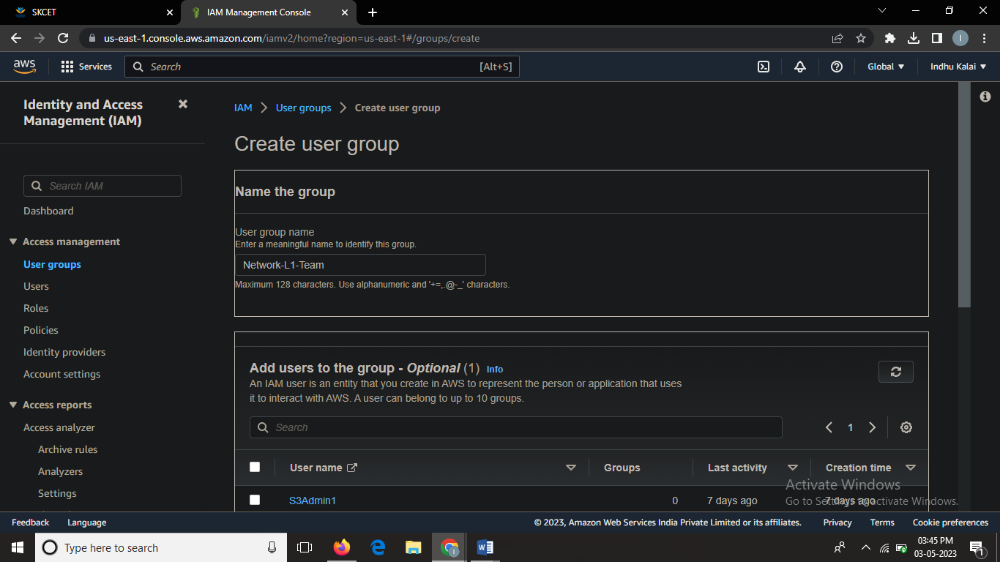 SKCET
IAM Management Console
us-east-1.console.aws.amazon.com/iamv2/home?region=us-east-1#/groups/create
I
aws
Services
Search
[Alt+S]
Global
Indhu Kalai
Identity and Access
Management (IAM)
Search IAM
Dashboard
Access management
User groups
Users
Roles
Policies
Identity providers
Account settings
Access reports
Access analyzer
Archive rules
Analyzers
Settings
IAM > User groups > Create user group
Create user group
Name the group
User group name
Enter a meaningful name to identify this group.
Network-L1-Team
Maximum 128 characters. Use alphanumeric and '+=,.@-_' characters.
Add users to the group - Optional (1) Info
An IAM user is an entity that you create in AWS to represent the person or application that uses
it to interact with AWS. A user can belong to up to 10 groups.
Search
1
User name Groups Last activity Creation time
S3Admin1 0 7 days ago 7 days ago
Activate Windows
Go to Settings to activate Windows.
Feedback Language
© 2023, Amazon Web Services India Private Limited or its affiliates. Privacy Terms Cookie preferences
Type here to search
03:45 PM
03-05-2023
1